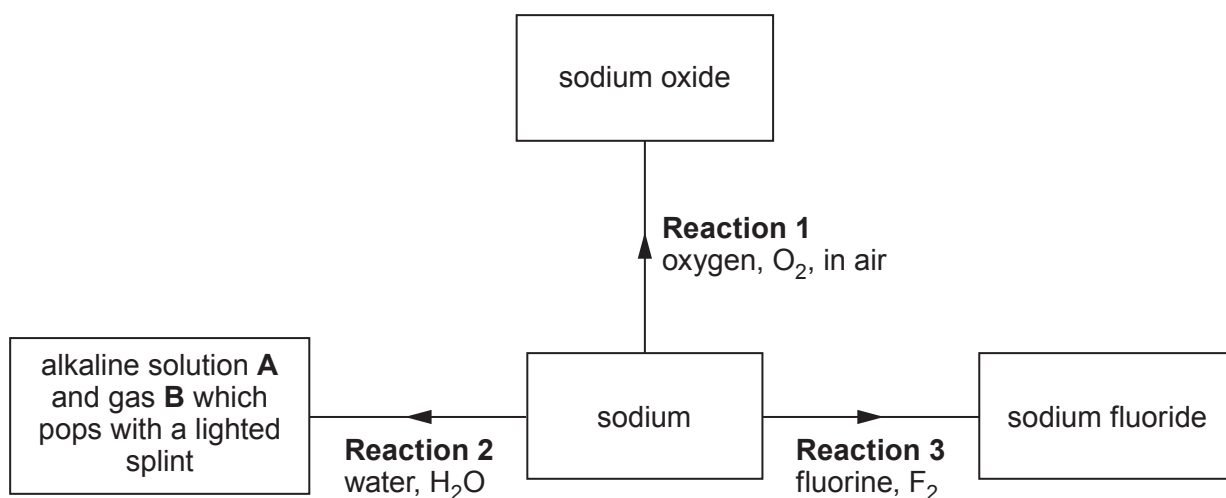 sodium oxide
Reaction 1
oxygen, O₂, in air
alkaline solution A
and gas B which
pops with a lighted
splint
Reaction 2
water, H₂O
sodium
Reaction 3
fluorine, F₂
sodium fluoride